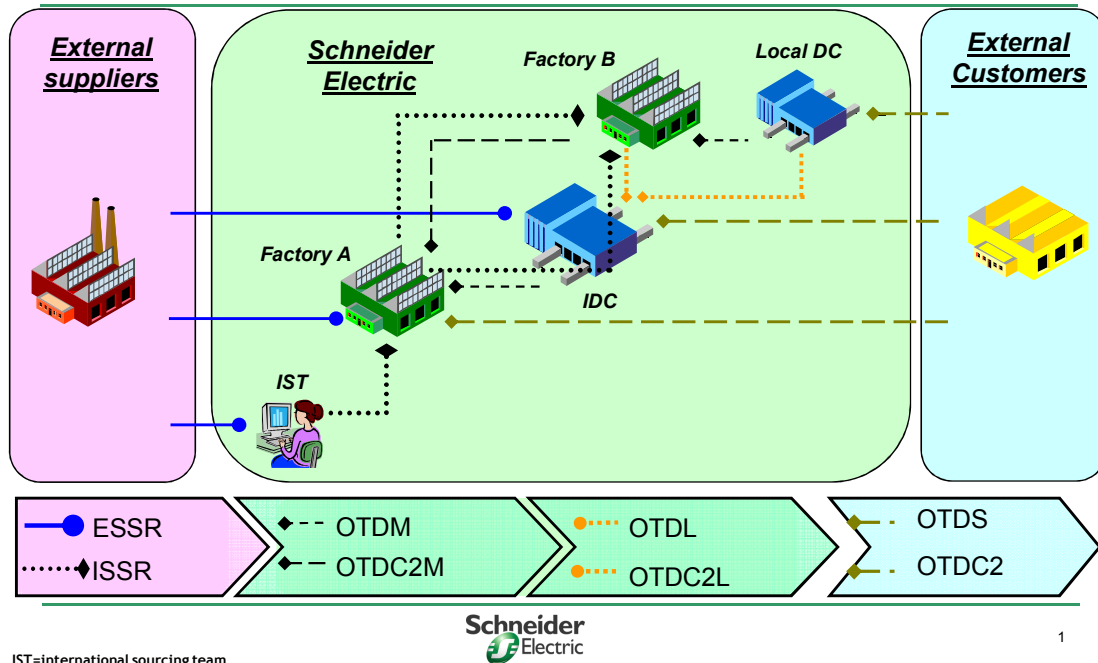 External
suppliers
Schneider
Electric
Factory B
Local DC
External
Customers
Factory A
IDC
IST
ESSR
ISSR
OTDM
OTDC2M
OTDL
OTDC2L
OTDS
OTDC2
Schneider
Electric
1
IST=international sourcing team